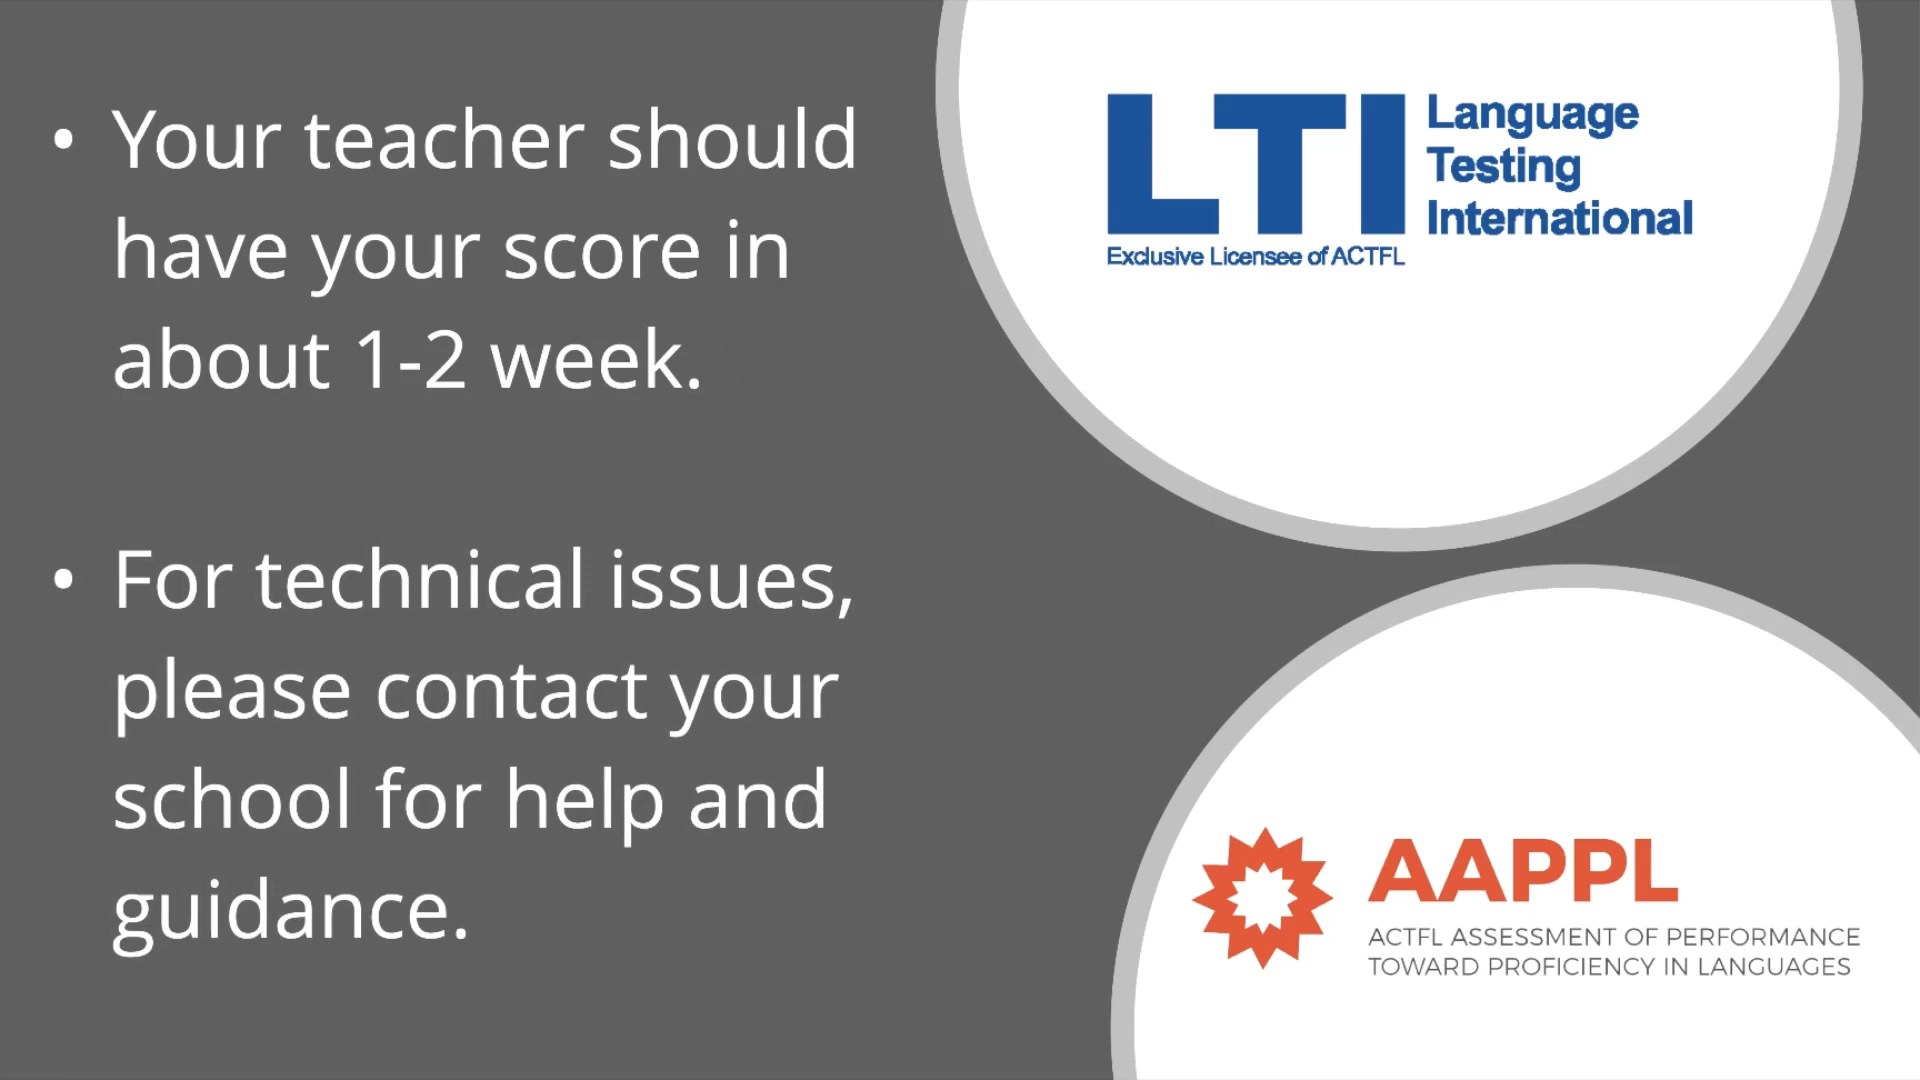 • Your teacher should
have your score in
about 1-2 week.
• For technical issues,
please contact your
school for help and
guidance.
LTI
Language
Testing
International
Exclusive Licensee of ACTFL
AAPPL
ACTFL ASSESSMENT OF PERFORMANCE
TOWARD PROFICIENCY IN LANGUAGES